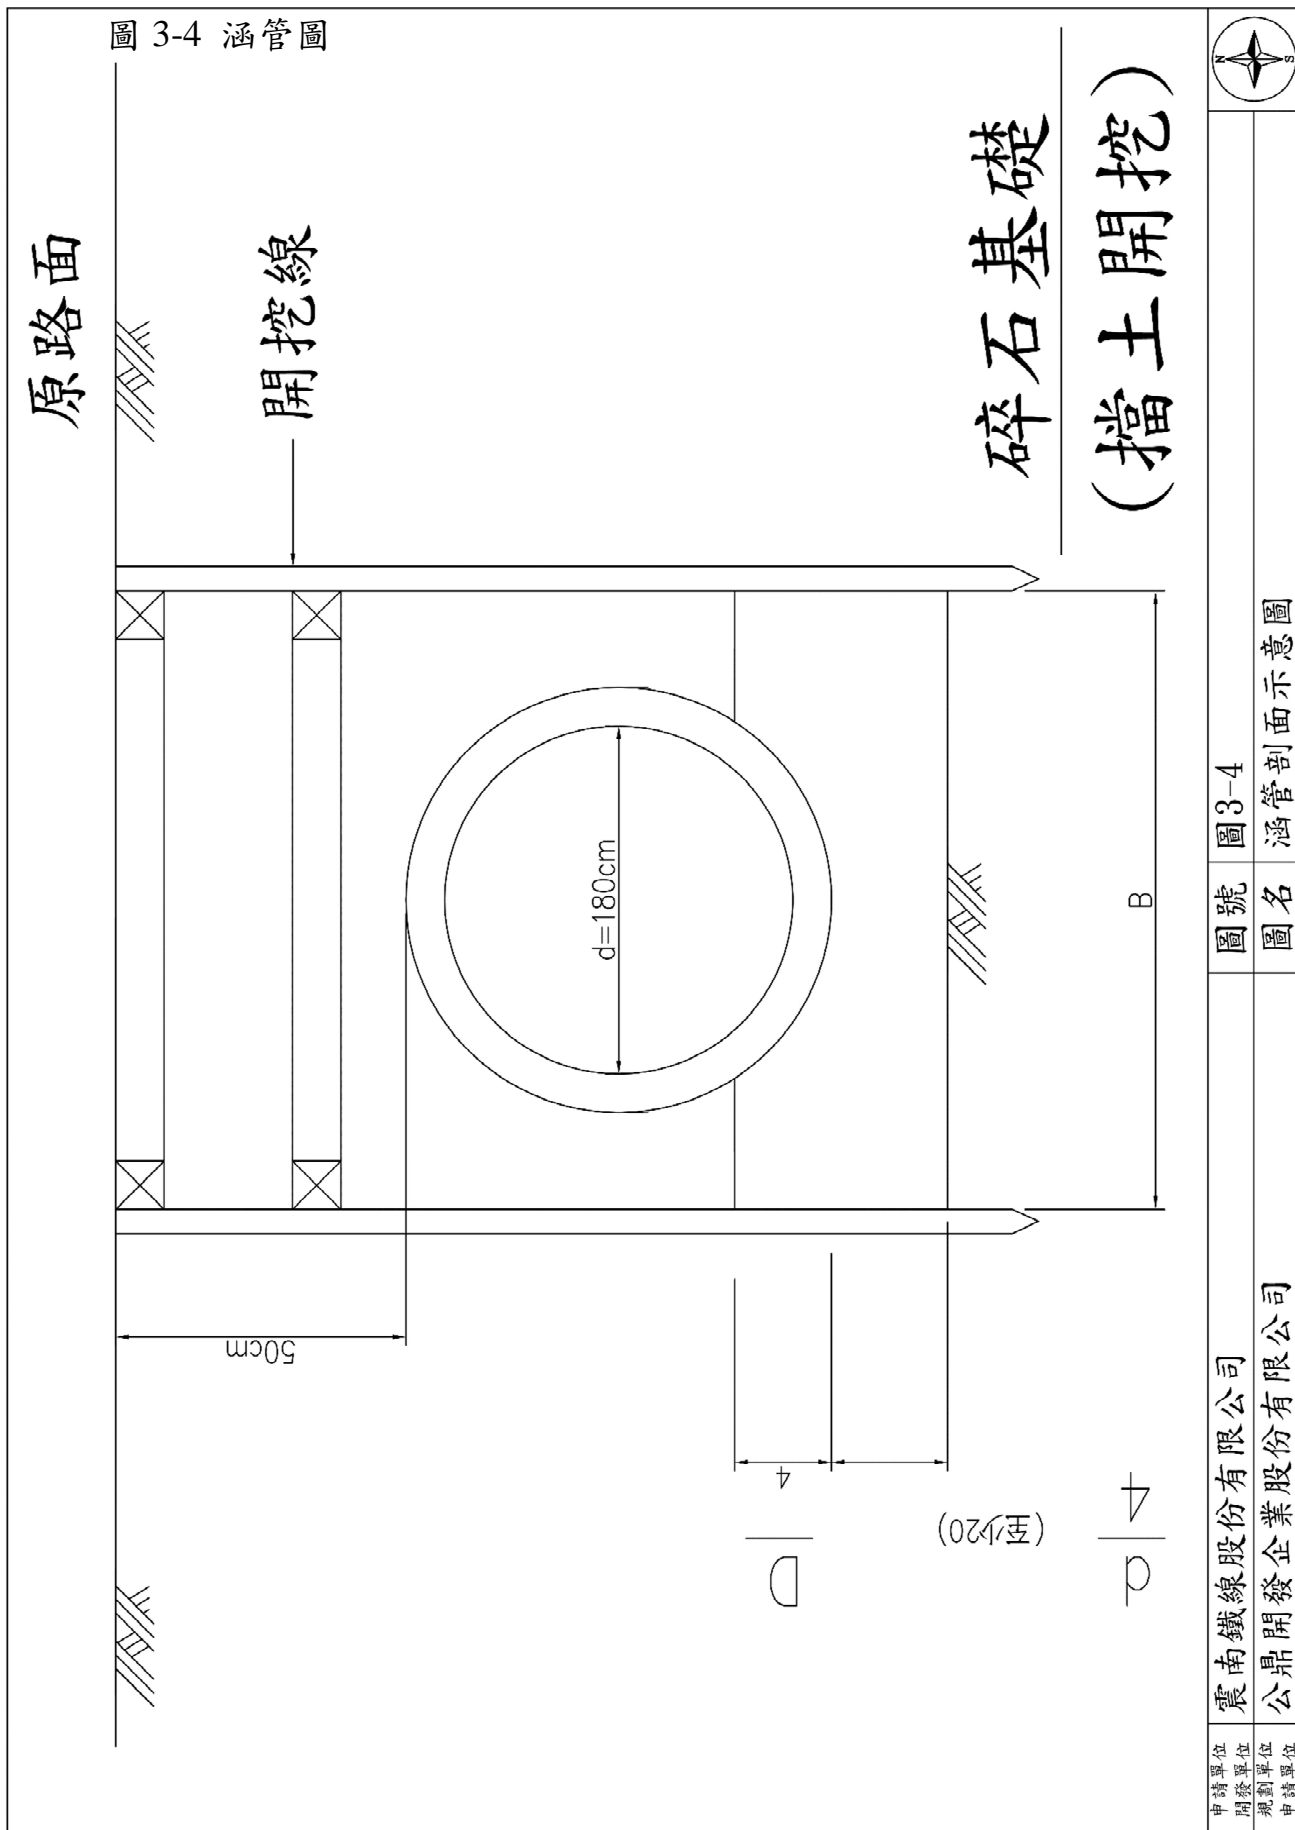 圖 3-4 涵管圖
原路面
開挖線
50cm
d=180cm
D
4
(至少20)
d
4
B
碎石基礎
(擋土開挖)
N
S
申請單位
開發單位
震南鐵線股份有限公司
圖號
圖3-4
規劃單位
申請單位
公鼎開發企業股份有限公司
圖名
涵管剖面示意圖